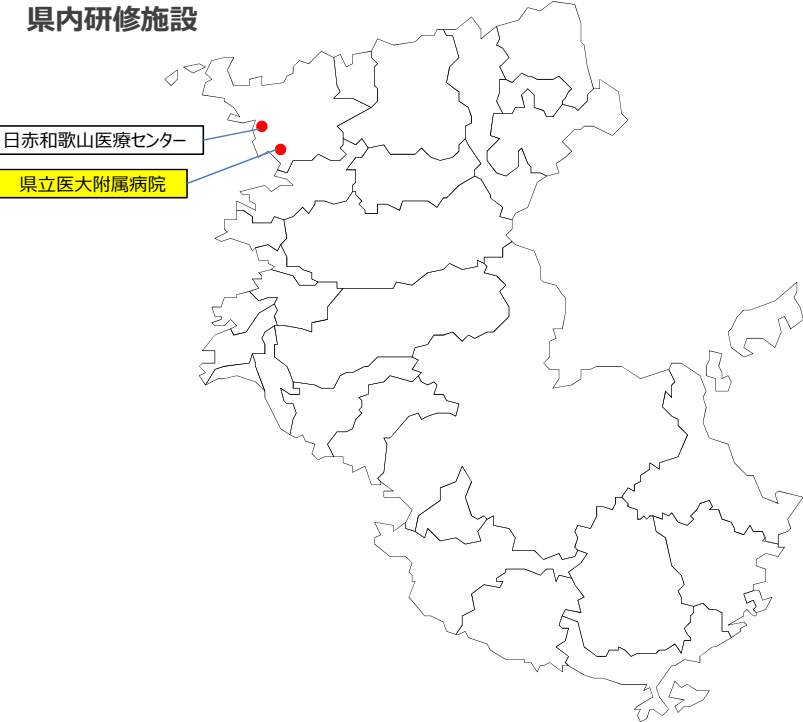 県内研修施設
日赤和歌山医療センター
県立医大附属病院